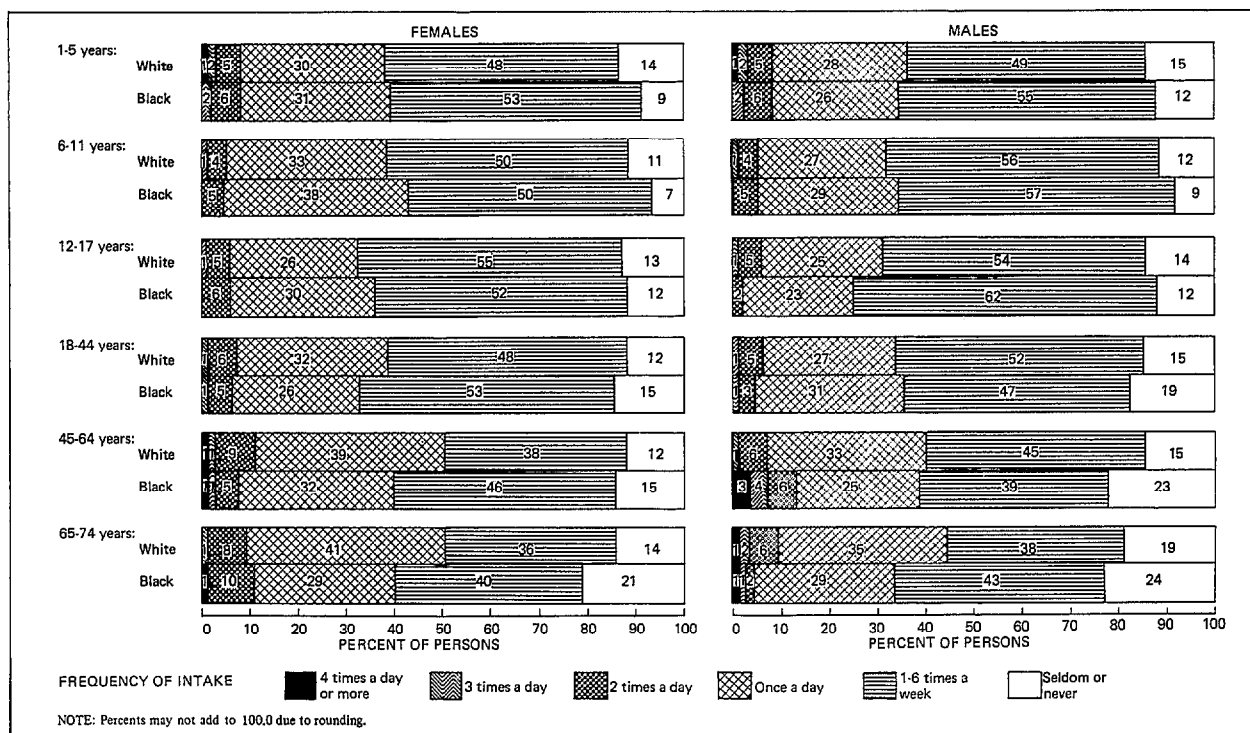 FEMALES
MALES
1-5 years:
White 12 5 30 48 14 12 5 28 49 15
Black 2 6 31 53 9 2 6 26 55 12
6-11 years:
White 1 4 33 50 11 1 4 27 56 12
Black 5 38 50 7 5 29 57 9
12-17 years:
White 1 5 26 55 13 1 5 25 54 14
Black 6 30 52 12 2 23 62 12
18-44 years:
White 1 6 32 48 12 1 5 27 52 15
Black 1 5 26 53 15 1 3 31 47 19
45-64 years:
White 11 9 39 38 12 1 6 33 45 15
Black 11 5 32 46 15 3 4 6 25 39 23
65-74 years:
White 1 8 41 36 14 1 2 6 35 38 19
Black 1 10 29 40 21 1 1 2 29 43 24
0 10 20 30 40 50 60 70 80 90 100 0 10 20 30 40 50 60 70 80 90 100
PERCENT OF PERSONS PERCENT OF PERSONS
FREQUENCY OF INTAKE
4 times a day
or more
3 times a day
2 times a day
Once a day
1-6 times a
week
Seldom or
never
NOTE: Percents may not add to 100.0 due to rounding.